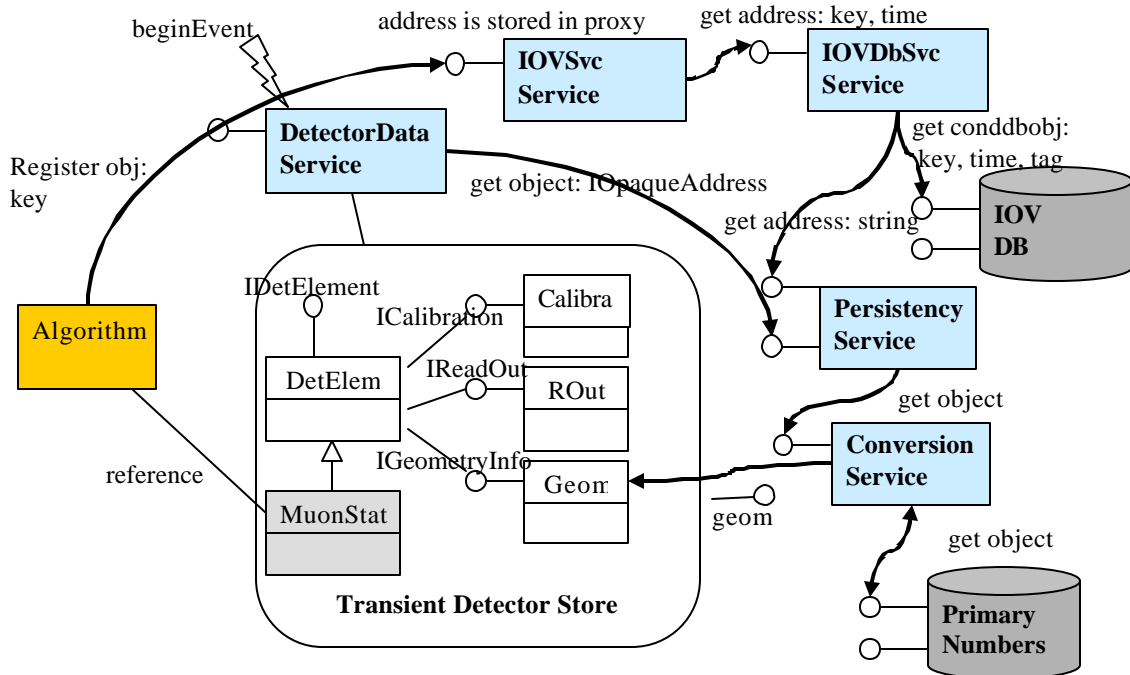 beginEvent
address is stored in proxy
get address: key, time
IOVSvc
Service
IOVDbSvc
Service
DetectorData
Service
get conddbobj:
key, time, tag
Register obj:
key
get object: IOpaqueAddress
IOV
DB
get address: string
IDetElement
ICalibration
Calibra
Algorithm
Persistency
Service
DetElem
IReadOut
ROut
get object
reference
IGeometryInfo
Geom
Conversion
Service
MuonStat
geom
get object
Transient Detector Store
Primary
Numbers